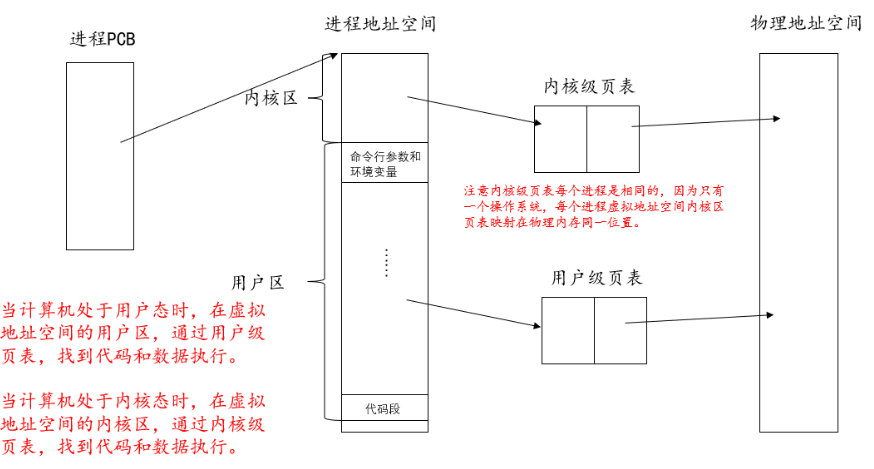 进程PCB
进程地址空间
物理地址空间
内核区
内核级页表
命令行参数和
环境变量
注意内核级页表每个进程是相同的，因为只有
一个操作系统，每个进程虚拟地址空间内核区
页表映射在物理内存同一位置。
......
用户区
用户级页表
当计算机处于用户态时，在虚拟
地址空间的用户区，通过用户级
页表，找到代码和数据执行。
当计算机处于内核态时，在虚拟
地址空间的内核区，通过内核级
页表，找到代码和数据执行。
代码段